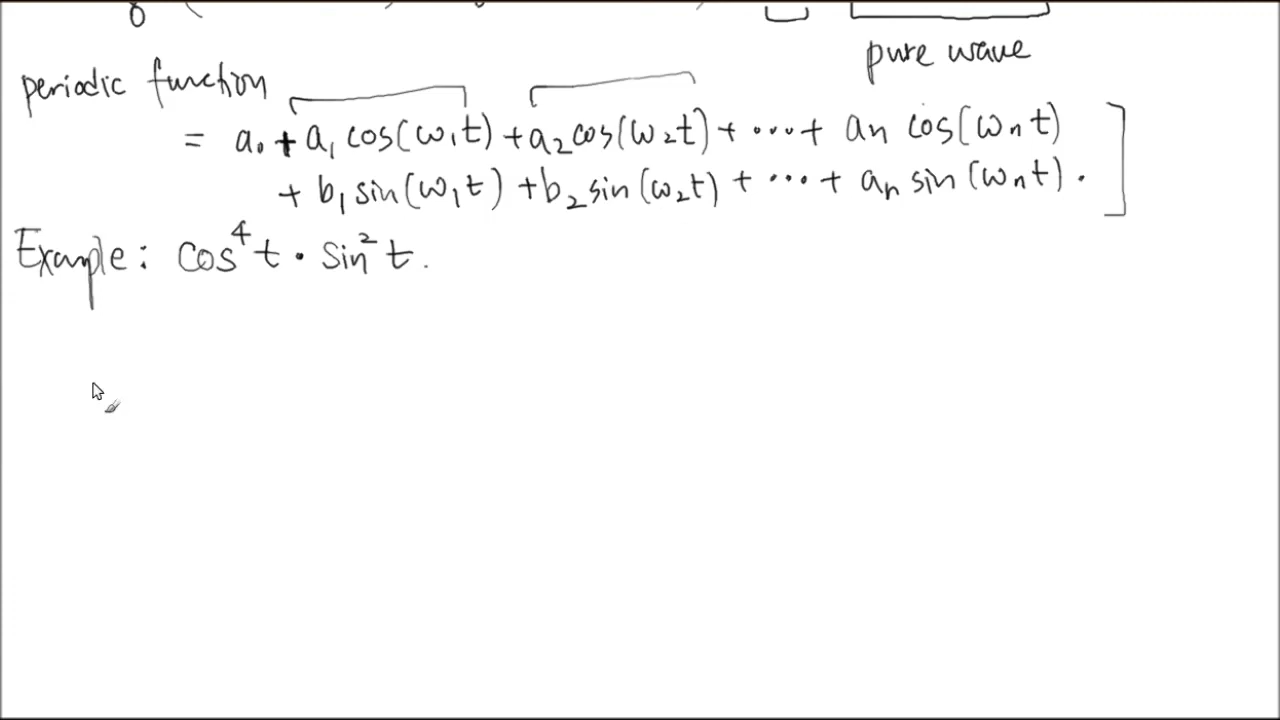 pure wave
periodic function
= a₀ + a₁ cos(ω₁t) + a₂ cos(ω₂t) + ··· + an cos(ωnt)
+ b₁ sin(ω₁t) + b₂ sin(ω₂t) + ··· + an sin(ωnt).
Example: cos⁴t · sin²t.